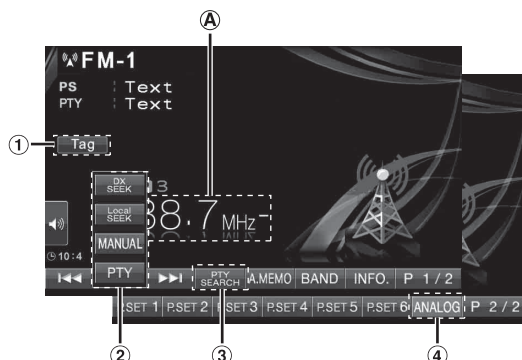 A
FM-1
PS : Text
PTY : Text
1
Tag
DX SEEK
3
Local SEEK
8.7 MHz
MANUAL
10:4
PTY
PTY SEARCH
A.MEMO
BAND
INFO.
P 1/2
P.SET 1
P.SET 2
P.SET 3
P.SET 4
P.SET 5
P.SET 6
ANALOG
P 2/2
2
3
4